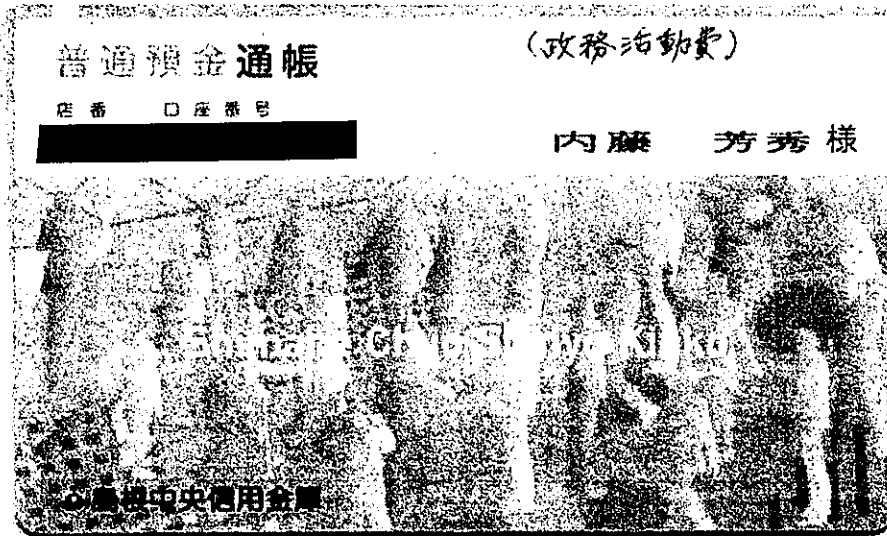 (政務活動費)
普通預金通帳
店番 口座番号
内藤 芳秀 様
島根中央信用金庫